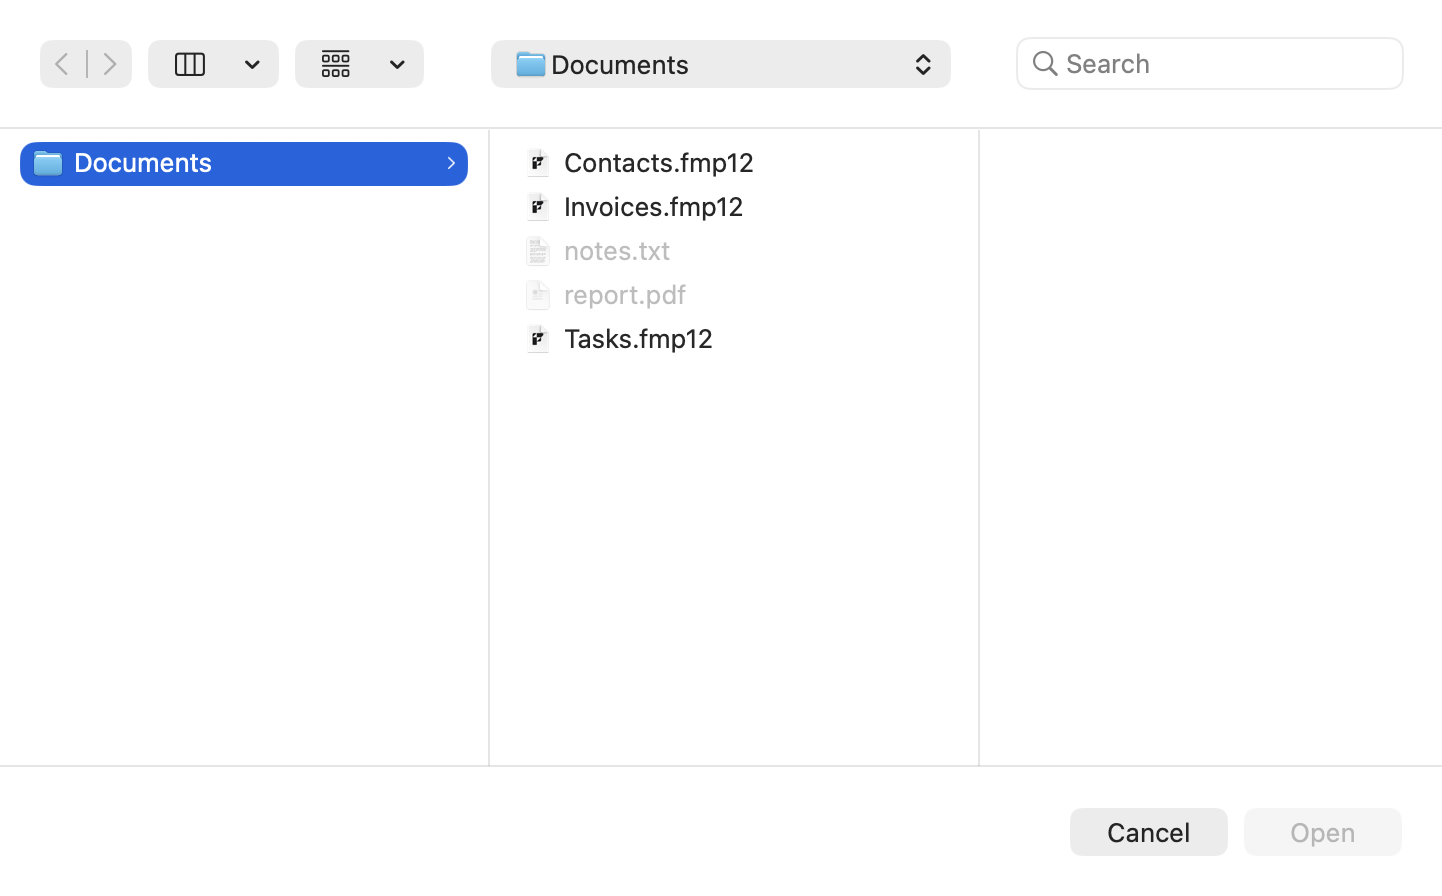 Documents
Search
Documents
Contacts.fmp12
Invoices.fmp12
notes.txt
report.pdf
Tasks.fmp12
Cancel
Open